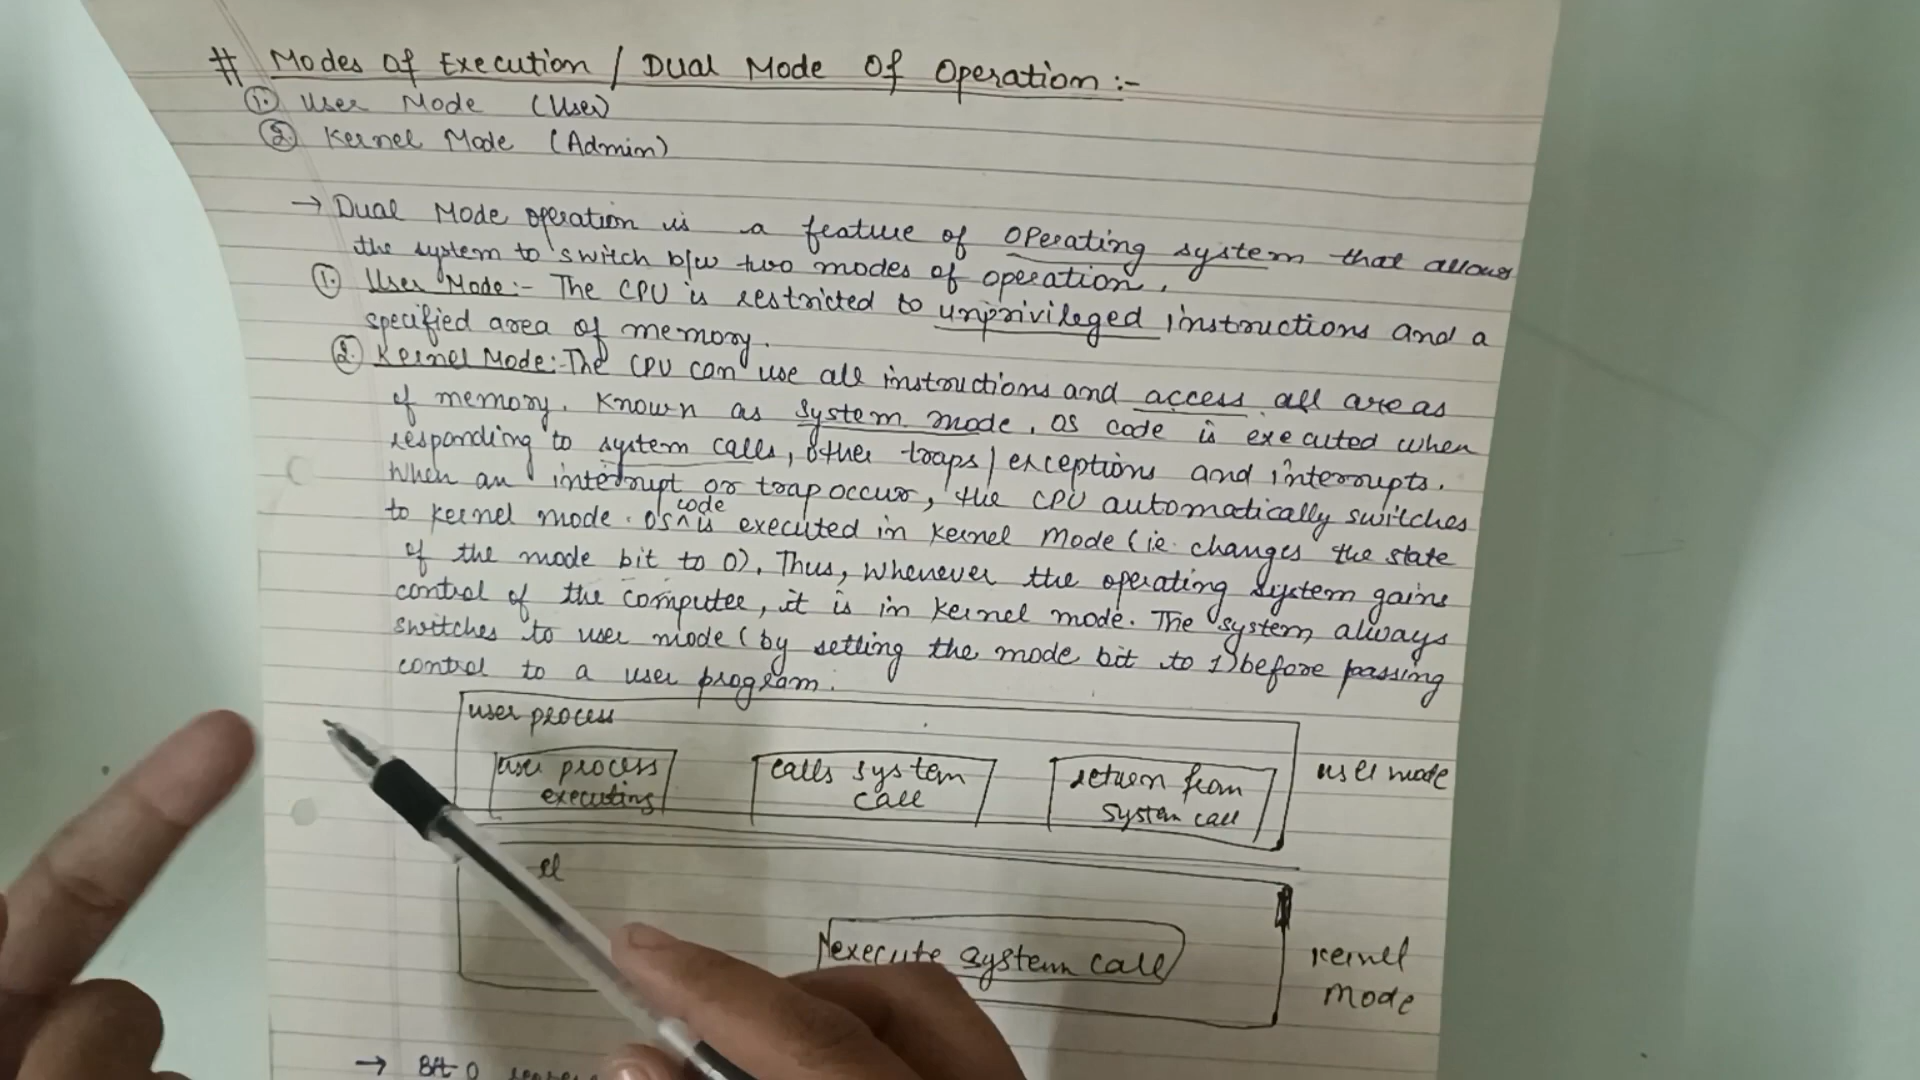 # Modes Of Execution / Dual Mode Of Operation :-
① User Mode (User)
② Kernel Mode (Admin)
→ Dual Mode operation is a feature of operating system that allows
the system to switch b/w two modes of operation.
① User Mode:- The CPU is restricted to unprivileged instructions and a
specified area of memory.
② Kernel Mode:- The CPU can use all instructions and access all areas
of memory. Known as system mode. OS code is executed when
responding to system calls, other traps/exceptions and interrupts.
When an interrupt or trap occur, the CPU automatically switches
to kernel mode. OS code is executed in kernel mode (ie. changes the state
of the mode bit to 0). Thus, whenever the operating system gains
control of the computer, it is in kernel mode. The system always
switches to user mode (by setting the mode bit to 1) before passing
control to a user program.
user process
user process
executing
calls system
call
return from
system call
user mode
el
execute system call
kernel
mode
→ Bit 0